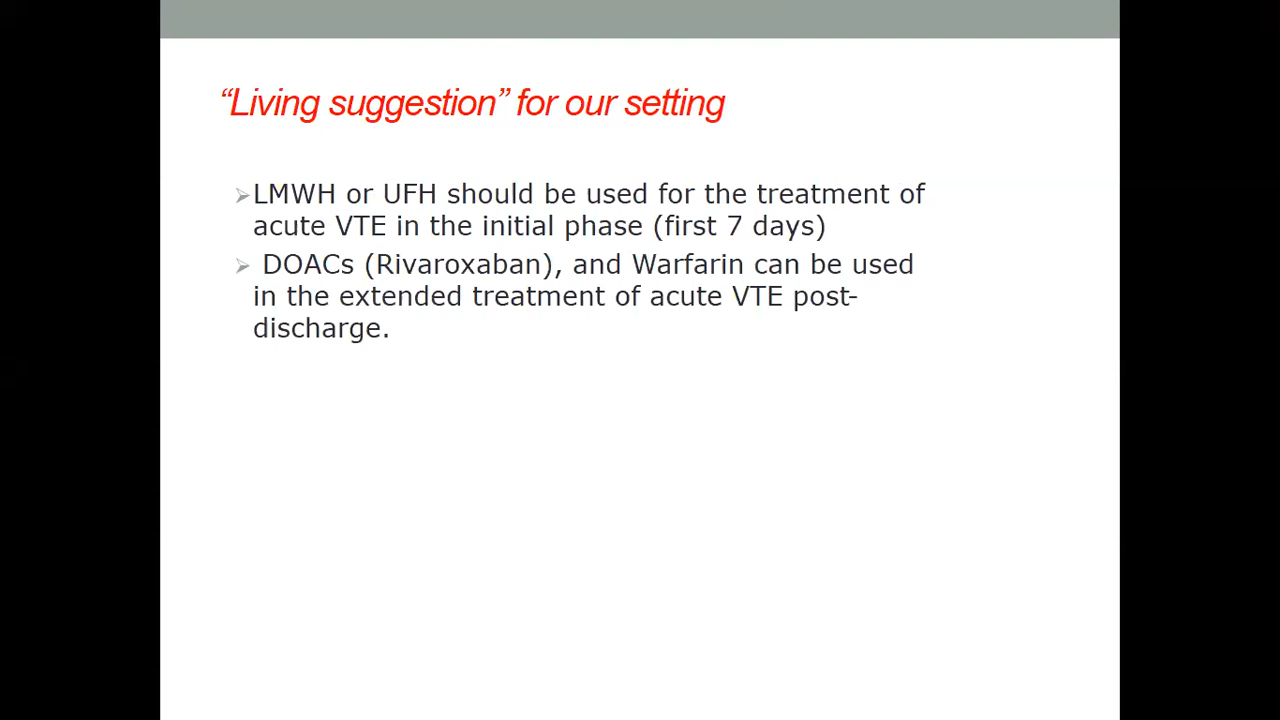 “Living suggestion” for our setting
➢LMWH or UFH should be used for the treatment of
acute VTE in the initial phase (first 7 days)
➢ DOACs (Rivaroxaban), and Warfarin can be used
in the extended treatment of acute VTE post-
discharge.